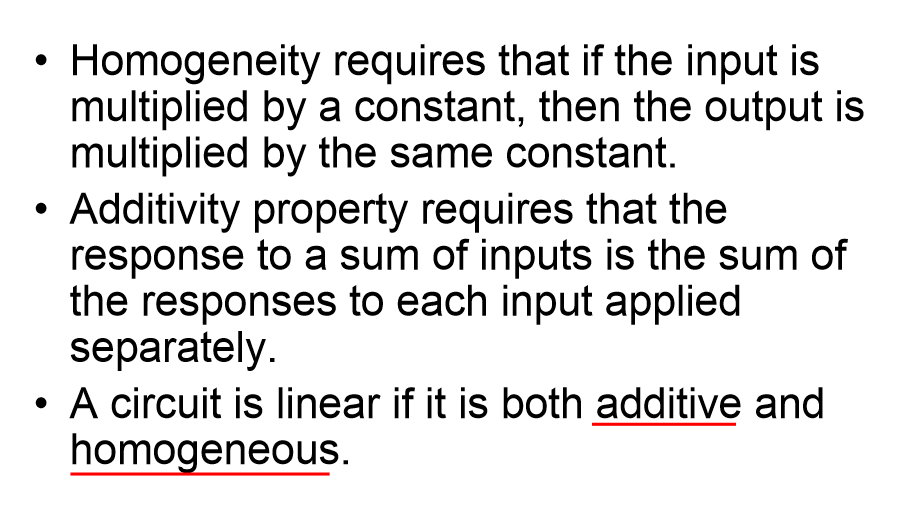 • Homogeneity requires that if the input is
multiplied by a constant, then the output is
multiplied by the same constant.
• Additivity property requires that the
response to a sum of inputs is the sum of
the responses to each input applied
separately.
• A circuit is linear if it is both additive and
homogeneous.